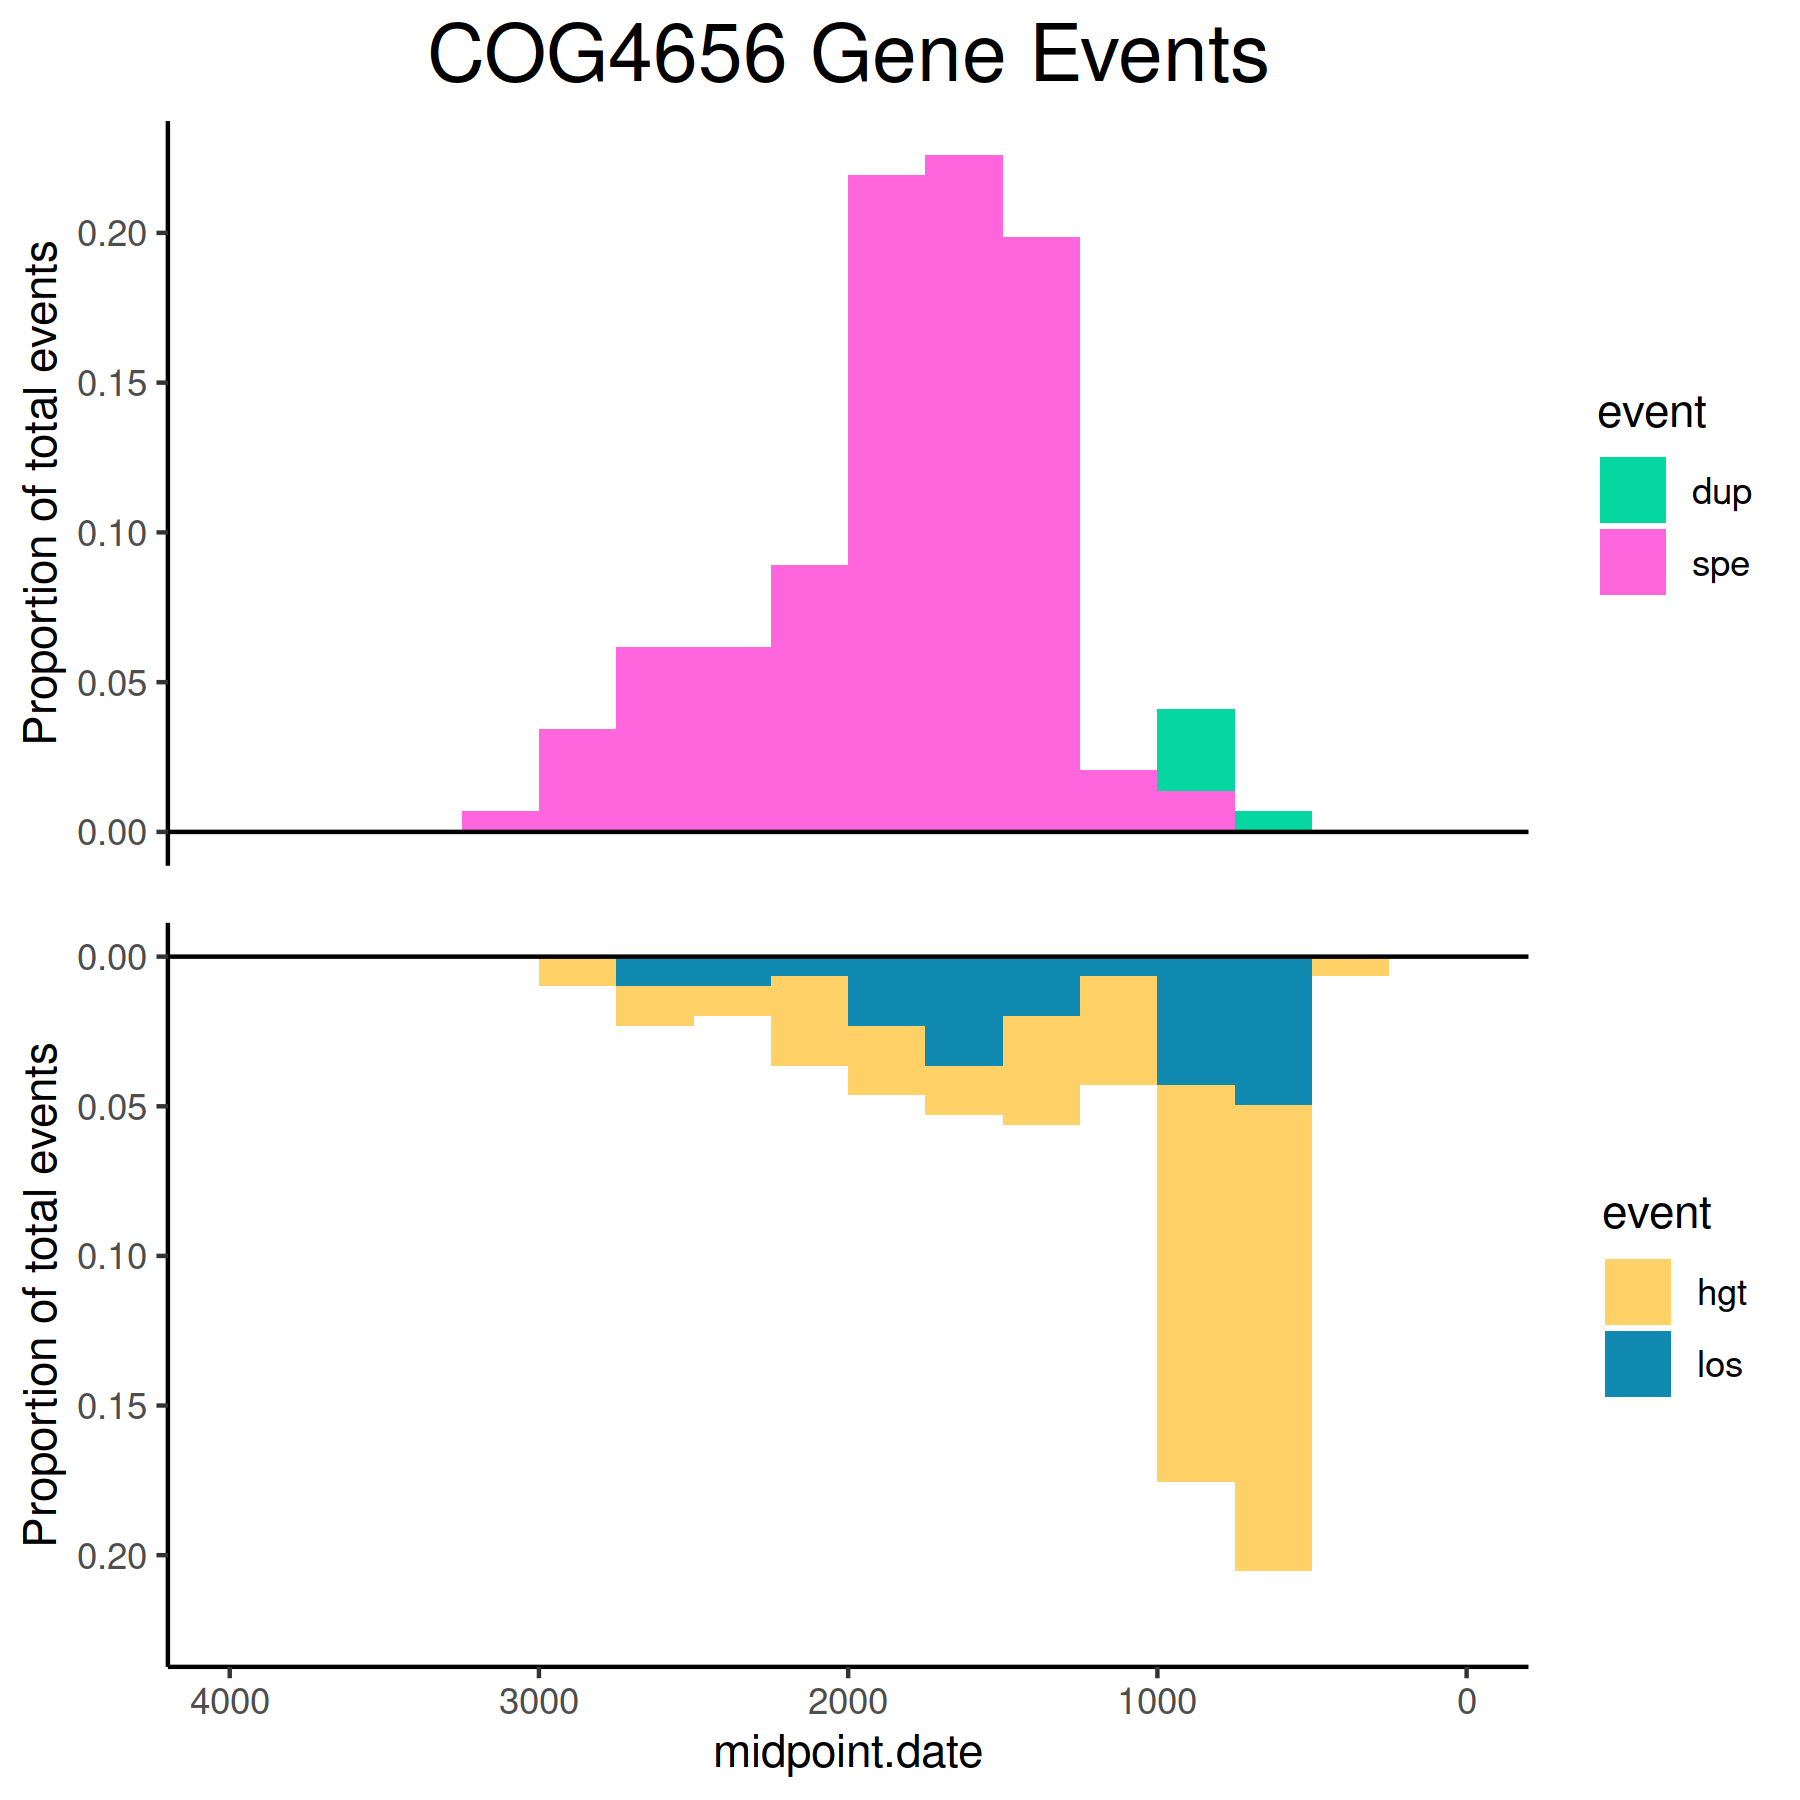 COG4656 Gene Events
Proportion of total events
0.20
0.15
0.10
0.05
0.00
event
dup
spe
Proportion of total events
0.00
0.05
0.10
0.15
0.20
event
hgt
los
4000 3000 2000 1000 0
midpoint.date